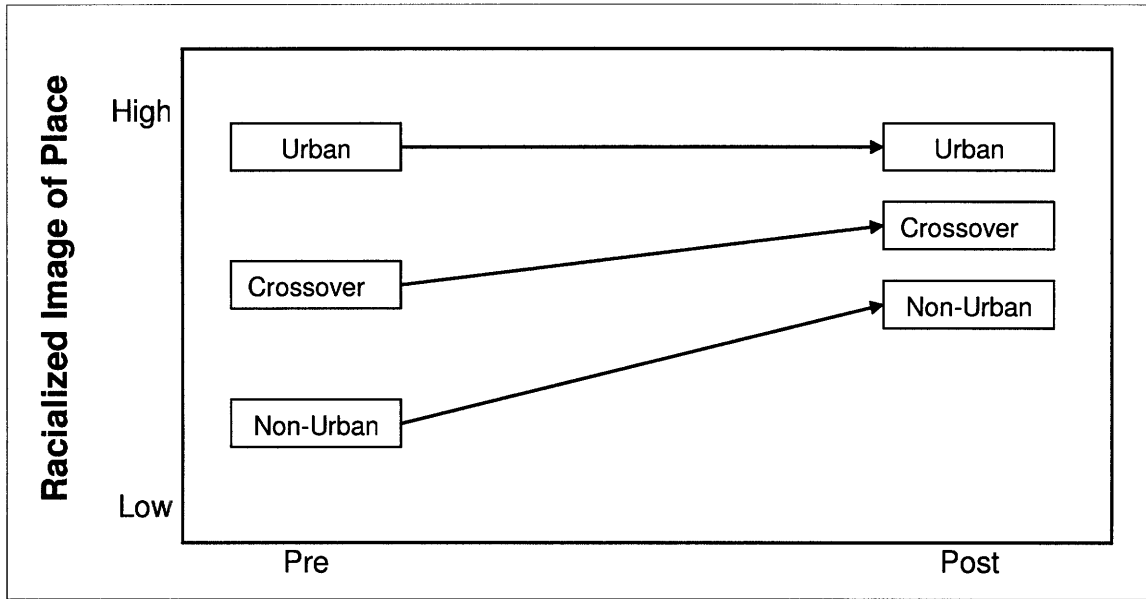 Racialized Image of Place
High
Urban
Urban
Crossover
Crossover
Non-Urban
Non-Urban
Low
Pre
Post